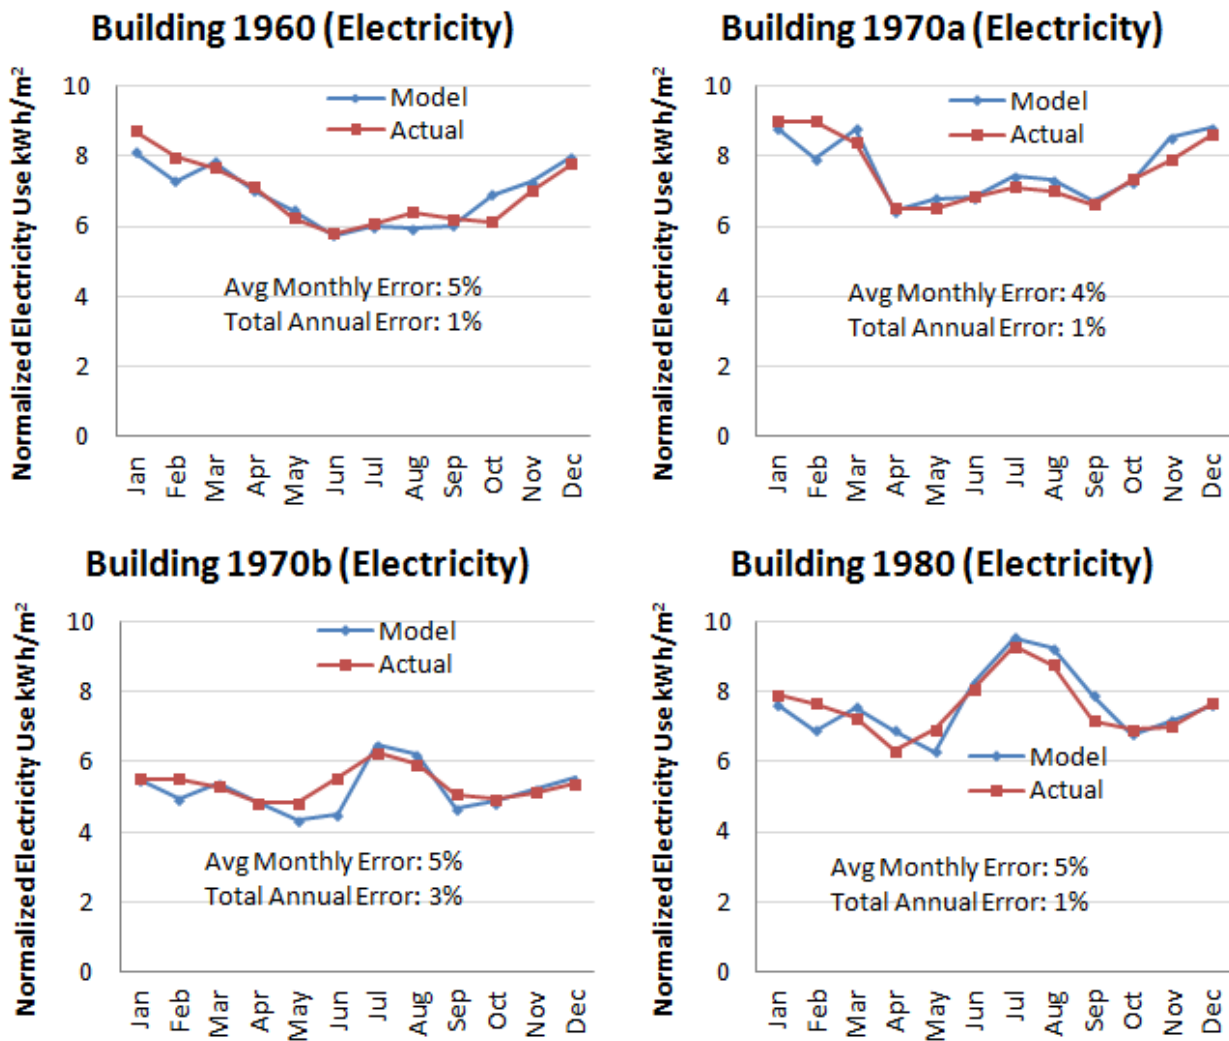 Building 1960 (Electricity)
Normalized Electricity Use kWh/m²
10
8
6
4
2
0
Model
Actual
Avg Monthly Error: 5%
Total Annual Error: 1%
Jan Feb Mar Apr May Jun Jul Aug Sep Oct Nov Dec
Building 1970a (Electricity)
Normalized Electricity Use kWh/m²
10
8
6
4
2
0
Model
Actual
Avg Monthly Error: 4%
Total Annual Error: 1%
Jan Feb Mar Apr May Jun Jul Aug Sep Oct Nov Dec
Building 1970b (Electricity)
Normalized Electricity Use kWh/m²
10
8
6
4
2
0
Model
Actual
Avg Monthly Error: 5%
Total Annual Error: 3%
Jan Feb Mar Apr May Jun Jul Aug Sep Oct Nov Dec
Building 1980 (Electricity)
Normalized Electricity Use kWh/m²
10
8
6
4
2
0
Model
Actual
Avg Monthly Error: 5%
Total Annual Error: 1%
Jan Feb Mar Apr May Jun Jul Aug Sep Oct Nov Dec